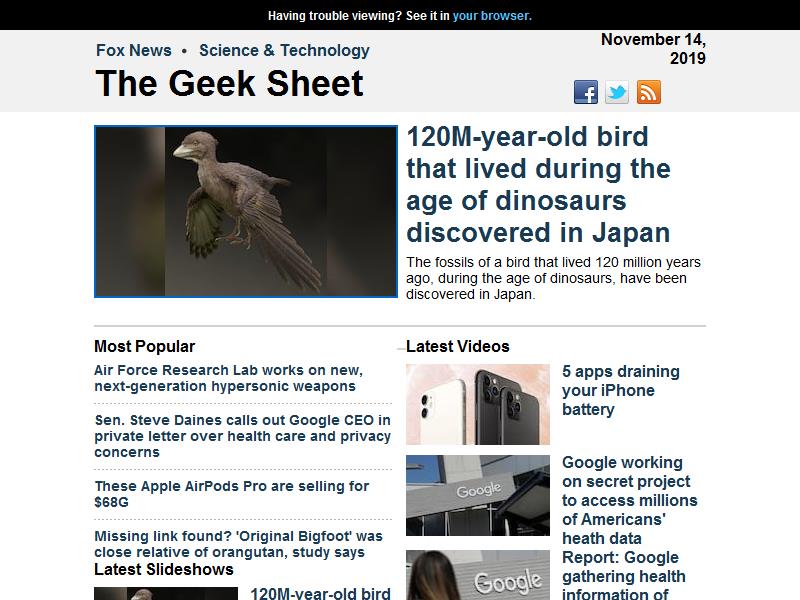 Having trouble viewing? See it in your browser.
Fox News • Science & Technology
The Geek Sheet
November 14,
2019
120M-year-old bird
that lived during the
age of dinosaurs
discovered in Japan
The fossils of a bird that lived 120 million years
ago, during the age of dinosaurs, have been
discovered in Japan.
Most Popular
Air Force Research Lab works on new,
next-generation hypersonic weapons
Sen. Steve Daines calls out Google CEO in
private letter over health care and privacy
concerns
These Apple AirPods Pro are selling for
$68G
Missing link found? 'Original Bigfoot' was
close relative of orangutan, study says
Latest Slideshows
120M-year-old bird
Latest Videos
5 apps draining
your iPhone
battery
Google
Google working
on secret project
to access millions
of Americans'
heath data
Google
Report: Google
gathering health
information of